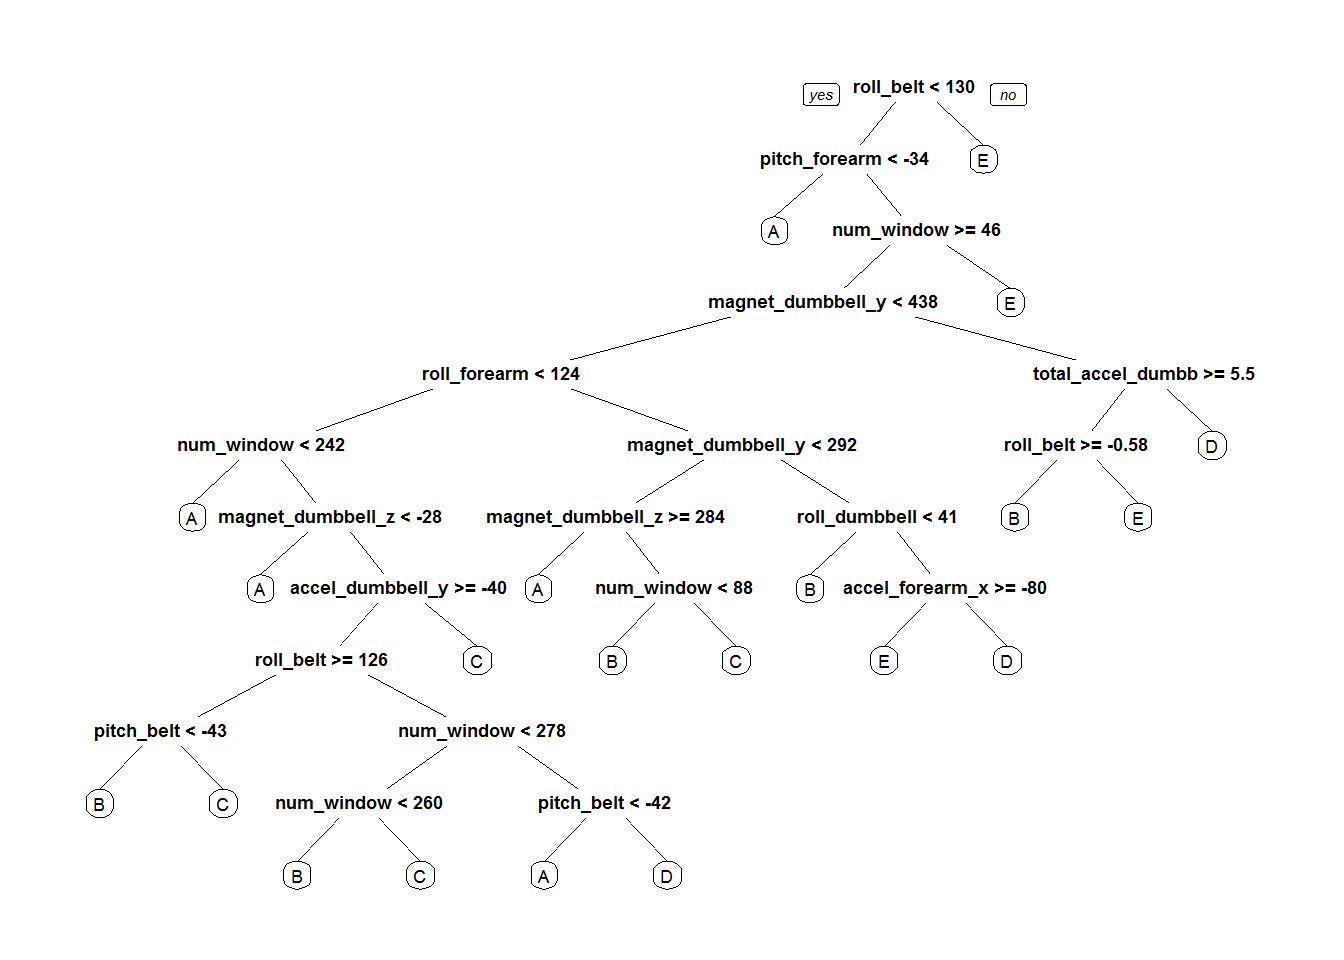 yes roll_belt < 130 no
pitch_forearm < -34 E
A num_window >= 46
magnet_dumbbell_y < 438 E
roll_forearm < 124 total_accel_dumbb >= 5.5
num_window < 242 magnet_dumbbell_y < 292 roll_belt >= -0.58 D
A magnet_dumbbell_z < -28 magnet_dumbbell_z >= 284 roll_dumbbell < 41 B E
A accel_dumbbell_y >= -40 A num_window < 88 B accel_forearm_x >= -80
roll_belt >= 126 C B C E D
pitch_belt < -43 num_window < 278
B C num_window < 260 pitch_belt < -42
B C A D